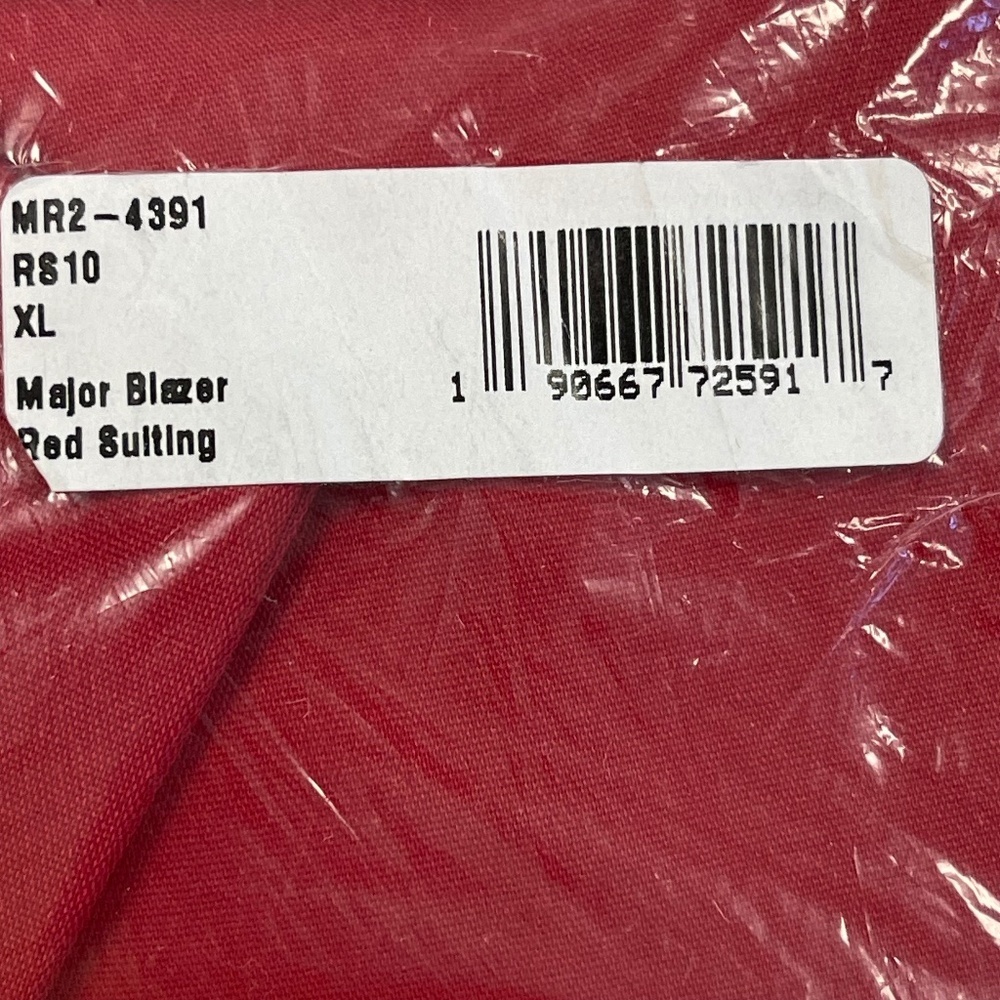 MR2-4391
RS10
XL
Major Blazer
Red Suiting
1 90667 72591 7